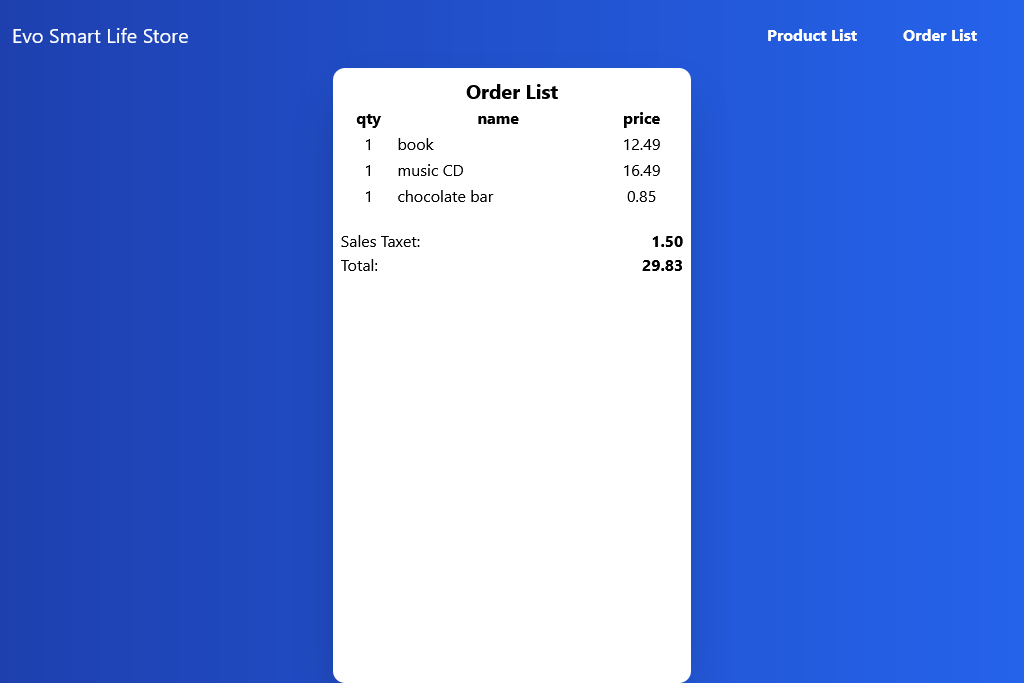 Evo Smart Life Store Product List Order List
Order List
qty name price
1 book 12.49
1 music CD 16.49
1 chocolate bar 0.85
Sales Taxet: 1.50
Total: 29.83